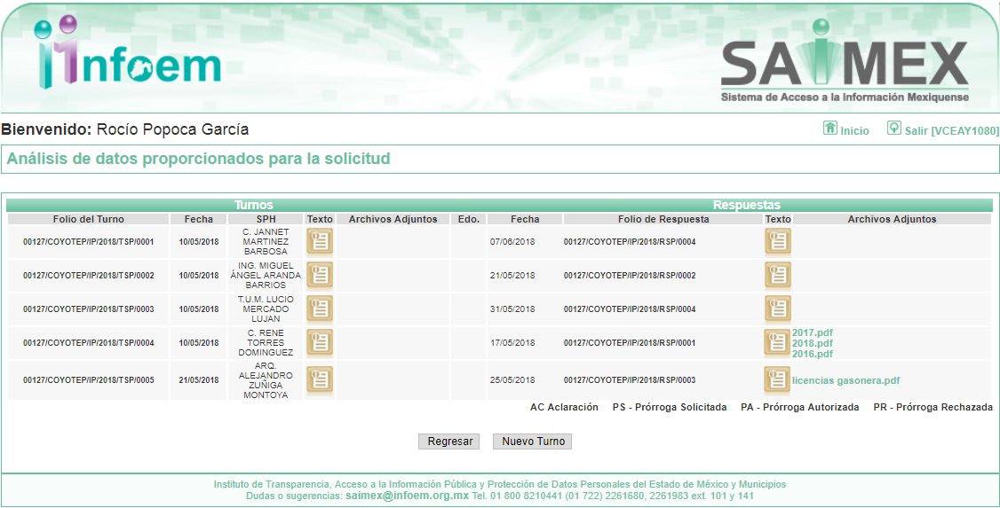 infoem
SAIMEX
Sistema de Acceso a la Información Mexiquense
Bienvenido: Rocío Popoca García
Inicio Salir [VCEAY1080]
Análisis de datos proporcionados para la solicitud
Turnos Respuestas
Folio del Turno Fecha SPH Texto Archivos Adjuntos Edo. Fecha Folio de Respuesta Texto Archivos Adjuntos
00127/COYOTEP/IP/2018/TSP/0001 10/05/2018 C. JANNET
MARTINEZ
BARBOSA 07/06/2018 00127/COYOTEP/IP/2018/RSP/0004
00127/COYOTEP/IP/2018/TSP/0002 10/05/2018 ING. MIGUEL
ÁNGEL ARANDA
BARRIOS 21/05/2018 00127/COYOTEP/IP/2018/RSP/0002
00127/COYOTEP/IP/2018/TSP/0003 10/05/2018 T.U.M. LUCIO
MERCADO
LUJAN 31/05/2018 00127/COYOTEP/IP/2018/RSP/0004
00127/COYOTEP/IP/2018/TSP/0004 10/05/2018 C. RENE
TORRES
DOMINGUEZ 17/05/2018 00127/COYOTEP/IP/2018/RSP/0001
2017.pdf
2018.pdf
2016.pdf
00127/COYOTEP/IP/2018/TSP/0005 21/05/2018 ARQ.
ALEJANDRO
ZUÑIGA
MONTOYA 25/05/2018 00127/COYOTEP/IP/2018/RSP/0003 licencias gasonera.pdf
AC Aclaración PS - Prórroga Solicitada PA - Prórroga Autorizada PR - Prórroga Rechazada
Regresar Nuevo Turno
Instituto de Transparencia, Acceso a la Información Pública y Protección de Datos Personales del Estado de México y Municipios
Dudas o sugerencias: saimex@infoem.org.mx Tel. 01 800 8210441 (01 722) 2261680, 2261983 ext. 101 y 141